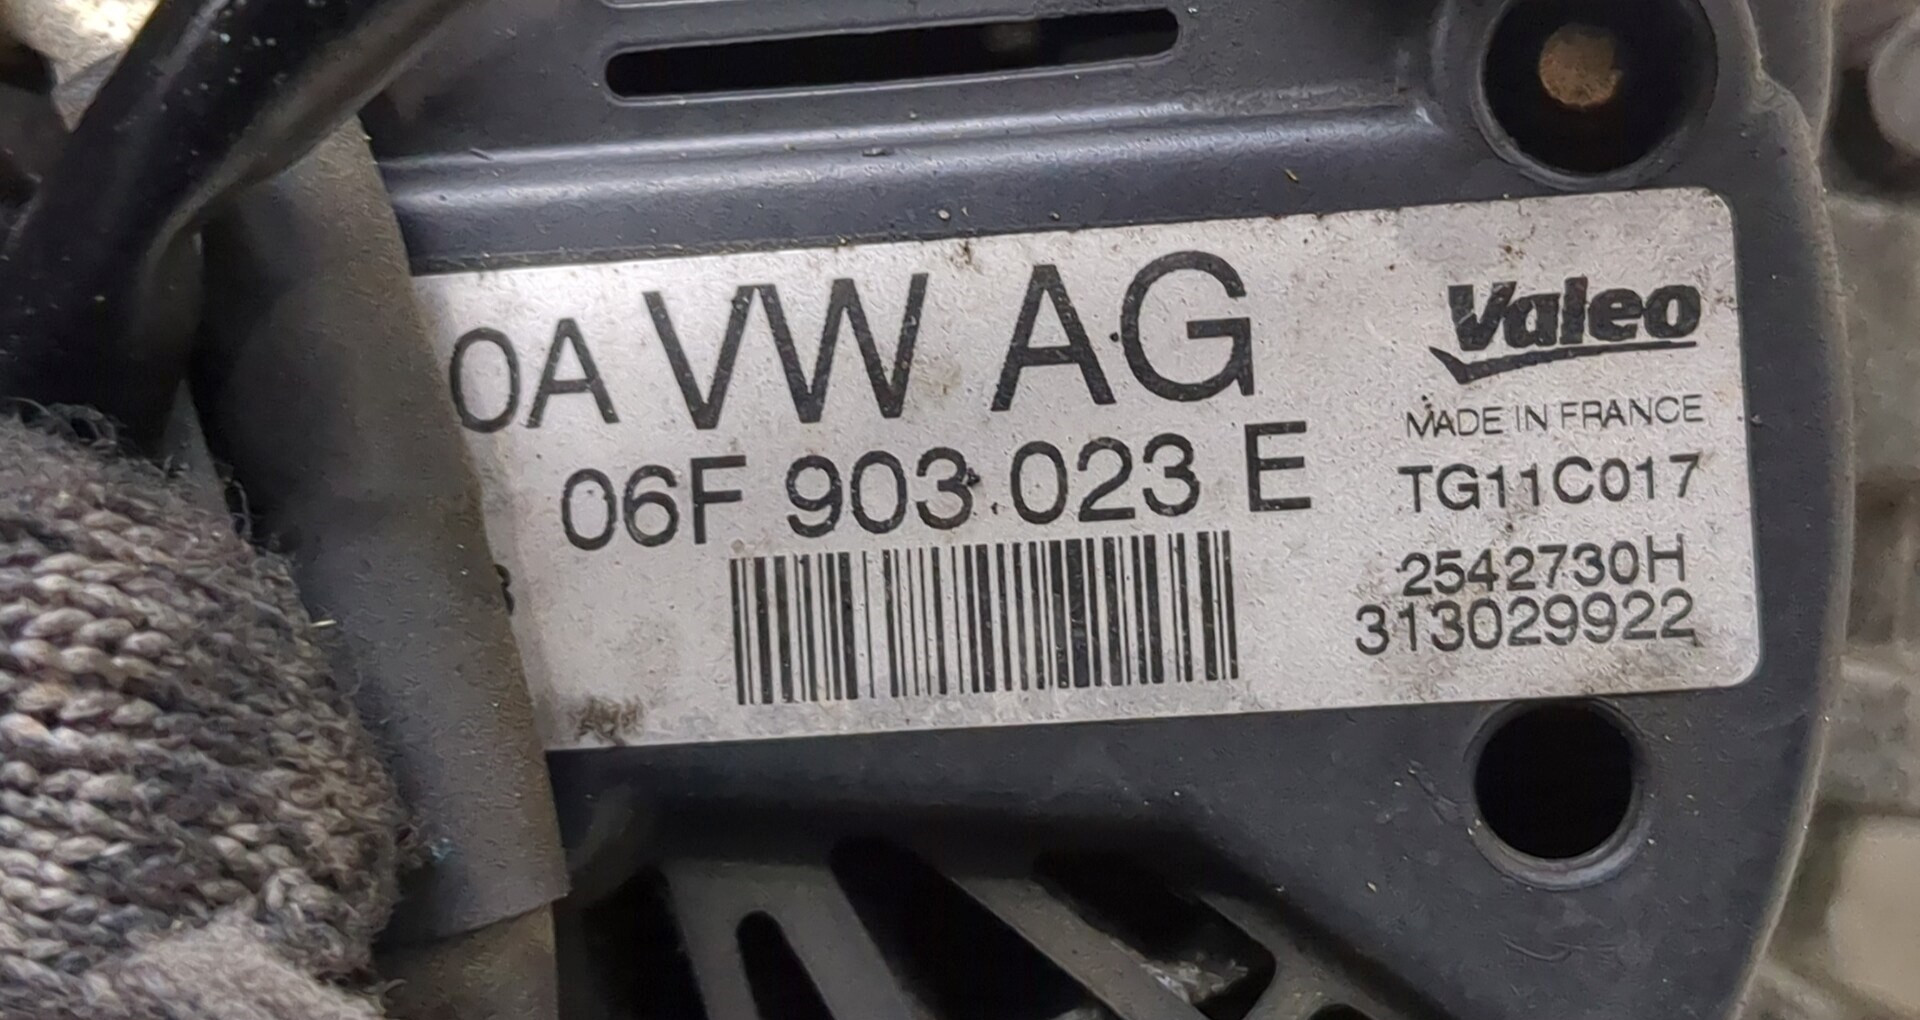 0A VW AG
06F 903 023 E
Valeo
MADE IN FRANCE
TG11C017
2542730H
313029922